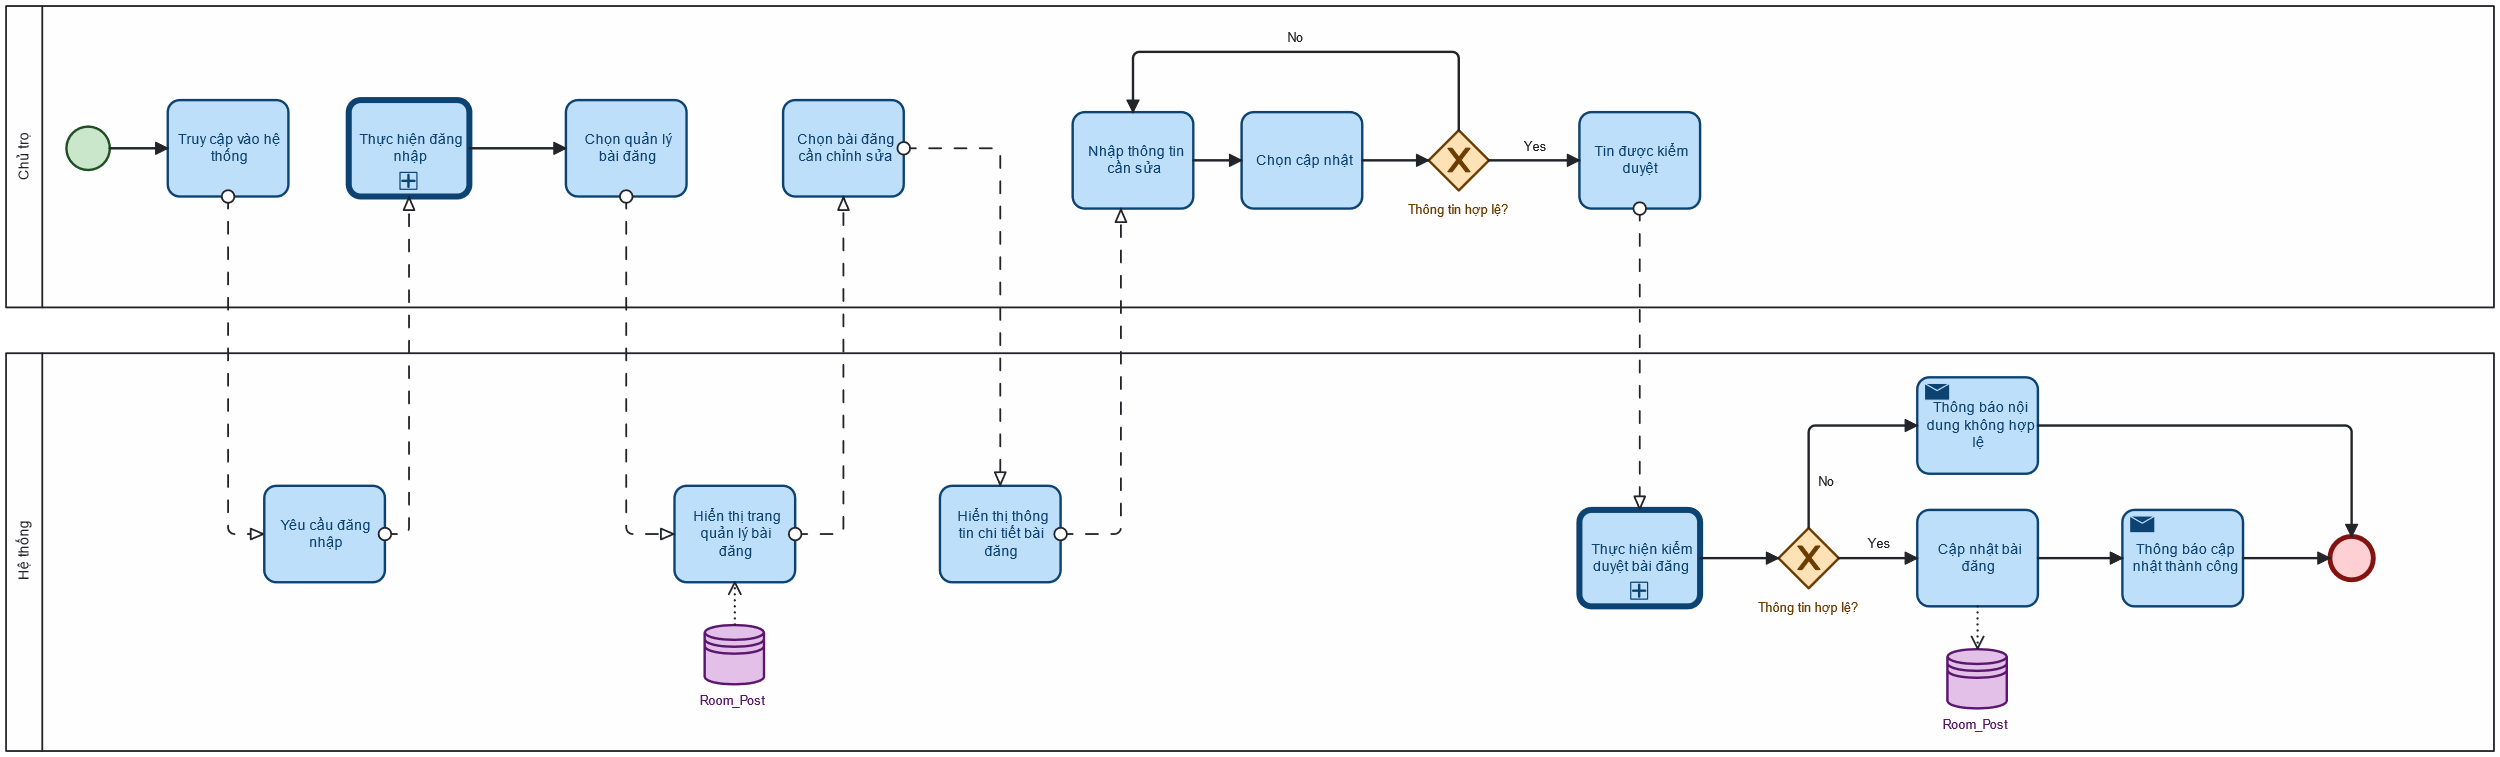 Chủ trọ
Truy cập vào hệ
thống
Thực hiện đăng
nhập
Chọn quản lý
bài đăng
Chọn bài đăng
cần chỉnh sửa
No
Nhập thông tin
cần sửa
Chọn cập nhật
Thông tin hợp lệ?
Yes
Tin được kiểm
duyệt
Hệ thống
Yêu cầu đăng
nhập
Hiển thị trang
quản lý bài
đăng
Room_Post
Hiển thị thông
tin chi tiết bài
đăng
Thực hiện kiểm
duyệt bài đăng
Thông tin hợp lệ?
No
Thông báo nội
dung không hợp
lệ
Yes
Cập nhật bài
đăng
Room_Post
Thông báo cập
nhật thành công